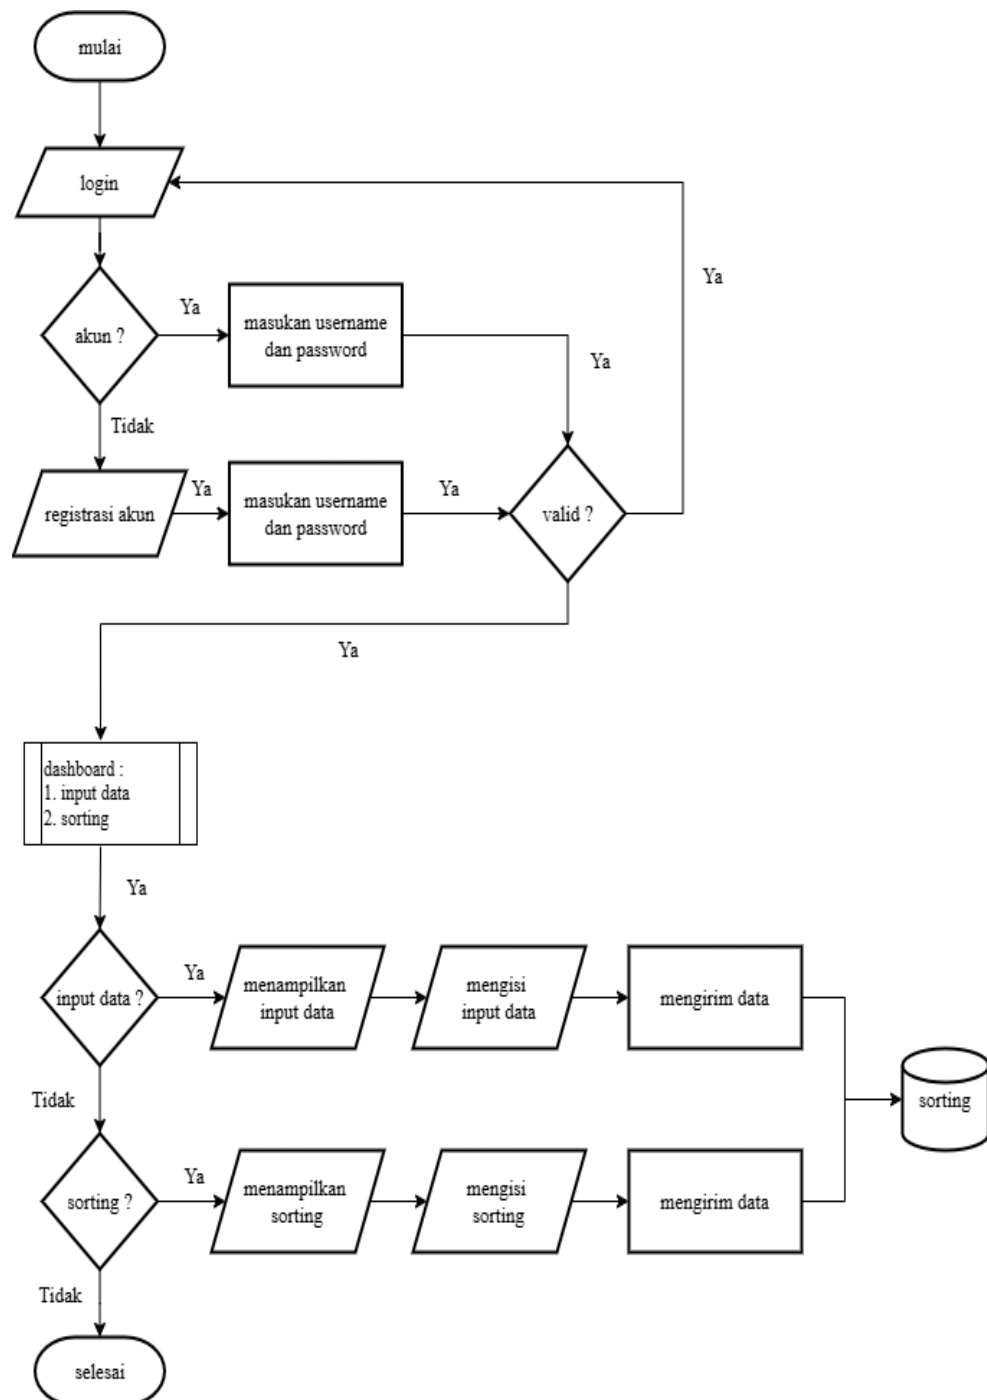 mulai
login
Ya
akun ?
Ya
masukan username
dan password
Ya
Tidak
registrasi akun
Ya
masukan username
dan password
Ya
valid ?
Ya
dashboard :
1. input data
2. sorting
Ya
input data ?
Ya
menampilkan
input data
mengisi
input data
mengirim data
Tidak
sorting
sorting ?
Ya
menampilkan
sorting
mengisi
sorting
mengirim data
Tidak
selesai